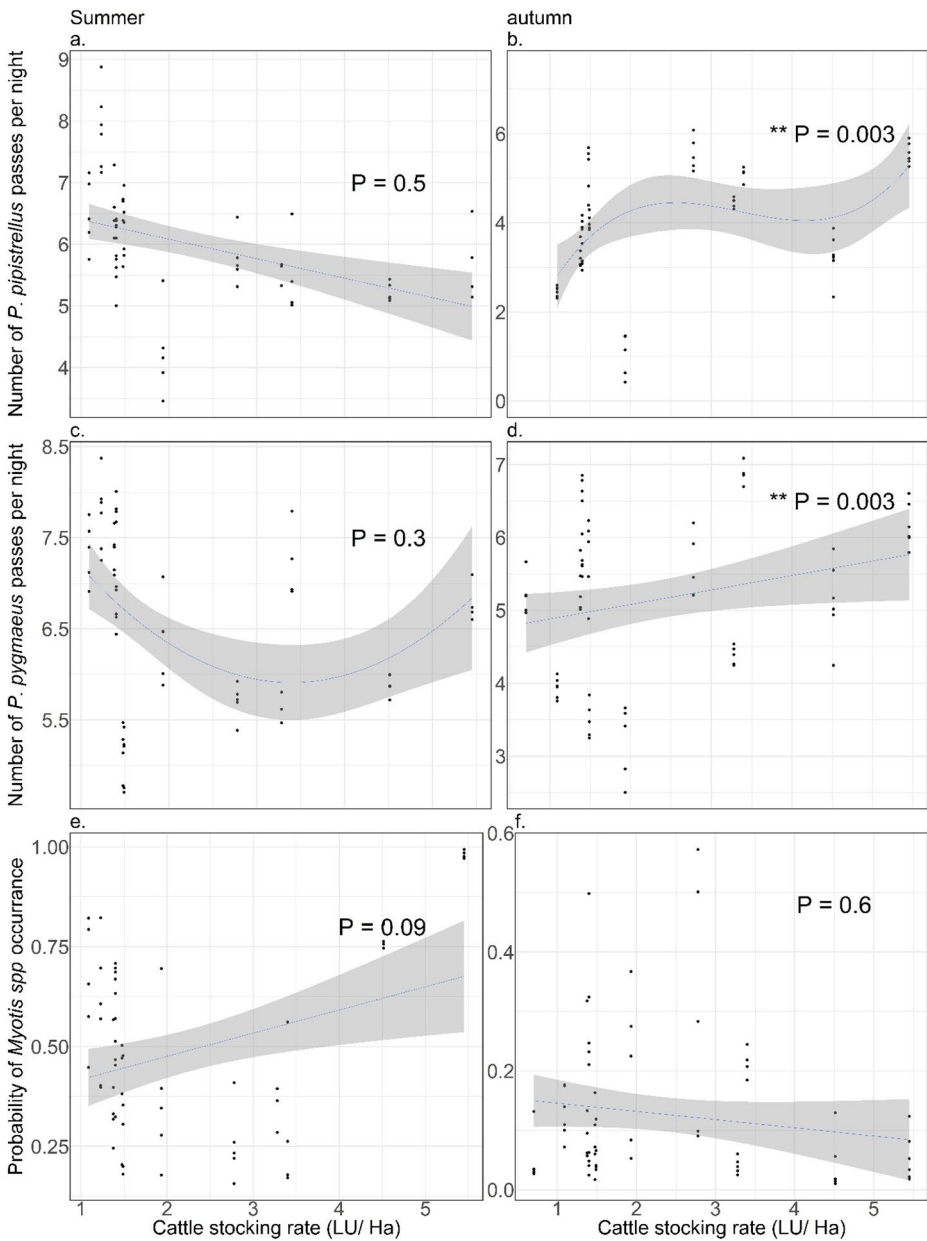 Summer
autumn
a.
b.
Number of P. pipistrellus passes per night
9
8
7
6
5
4
P = 0.5
6
4
2
0
** P = 0.003
c.
d.
Number of P. pygmaeus passes per night
8.5
7.5
6.5
5.5
P = 0.3
7
6
5
4
3
** P = 0.003
e.
f.
Probability of Myotis spp occurrance
1.00
0.75
0.50
0.25
P = 0.09
0.6
0.4
0.2
0.0
P = 0.6
1 2 3 4 5
1 2 3 4 5
Cattle stocking rate (LU/ Ha)
Cattle stocking rate (LU/ Ha)